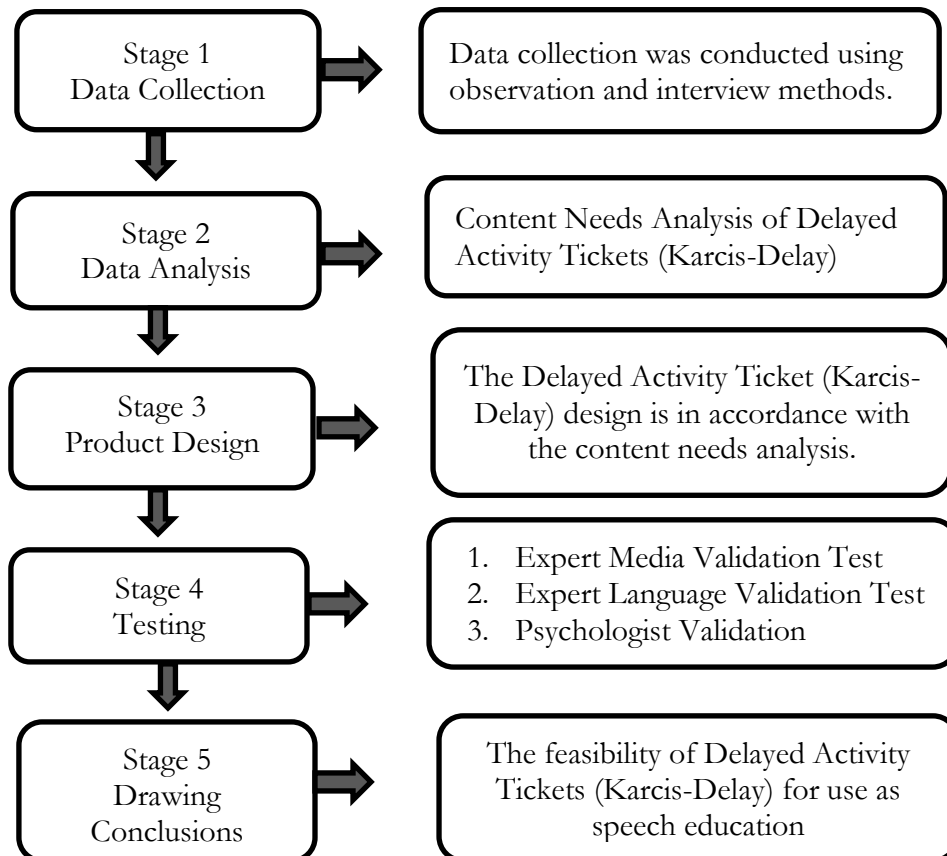 Stage 1
Data Collection
Data collection was conducted using
observation and interview methods.
Stage 2
Data Analysis
Content Needs Analysis of Delayed
Activity Tickets (Karcis-Delay)
Stage 3
Product Design
The Delayed Activity Ticket (Karcis-
Delay) design is in accordance with
the content needs analysis.
Stage 4
Testing
1. Expert Media Validation Test
2. Expert Language Validation Test
3. Psychologist Validation
Stage 5
Drawing
Conclusions
The feasibility of Delayed Activity
Tickets (Karcis-Delay) for use as
speech education